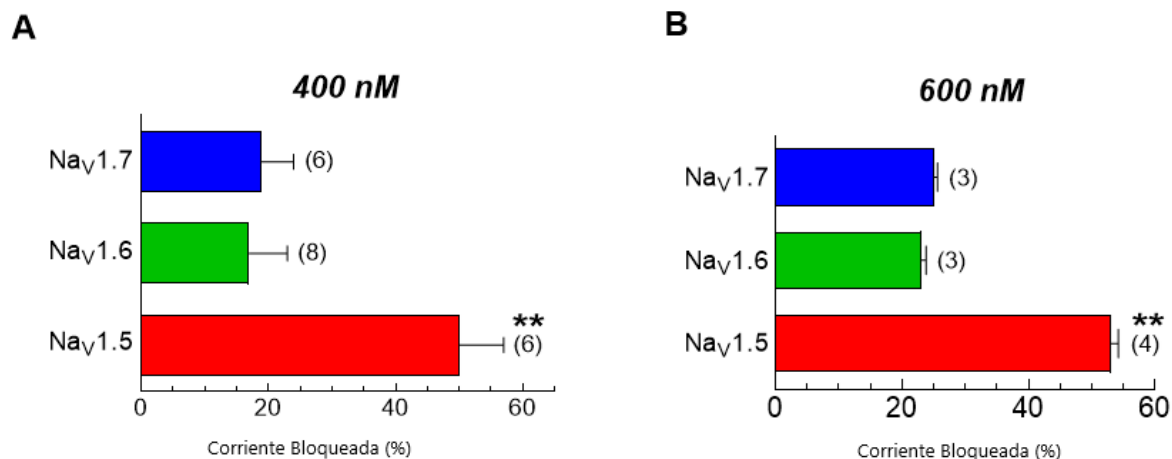 A
400 nM
NaV1.7
(6)
NaV1.6
(8)
NaV1.5
**
(6)
0 20 40 60
Corriente Bloqueada (%)
B
600 nM
NaV1.7
(3)
NaV1.6
(3)
NaV1.5
**
(4)
0 20 40 60
Corriente Bloqueada (%)